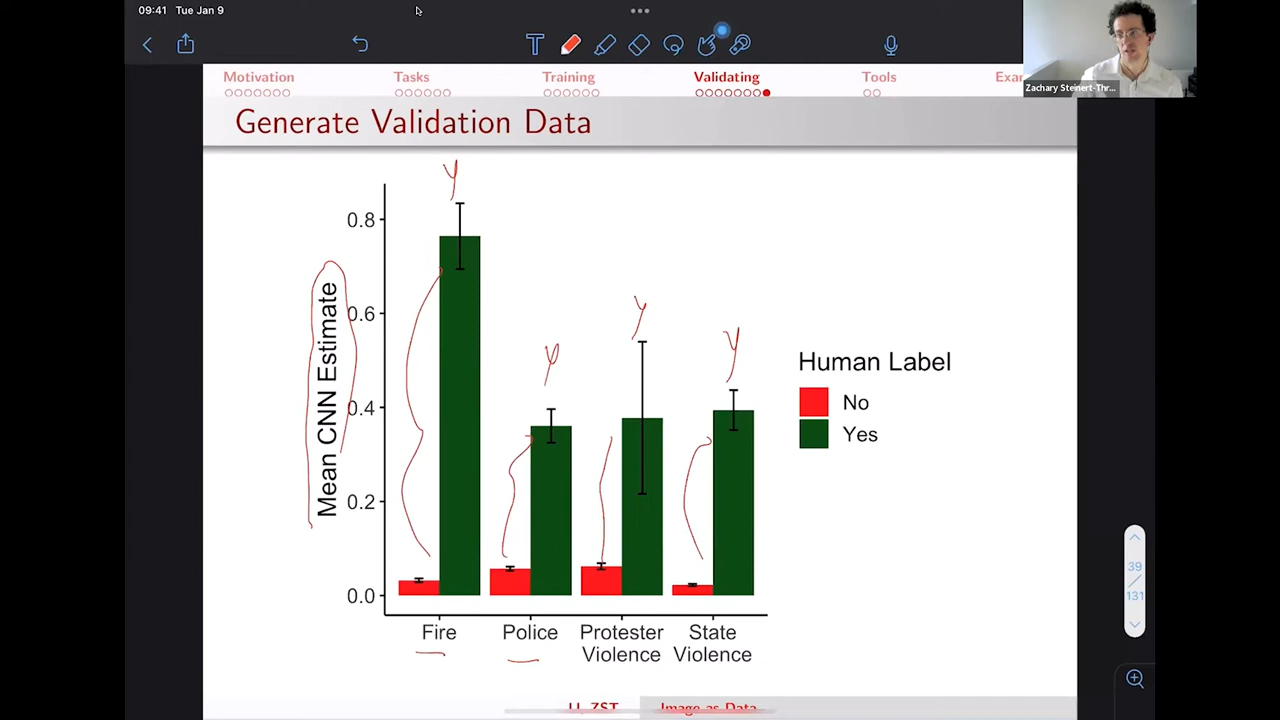 09:41 Tue Jan 9
Motivation Tasks Training Validating Tools
Zachary Steinert-Thr...
Generate Validation Data
Y
Y
Y
Y
Mean CNN Estimate
0.8
0.6
0.4
0.2
0.0
Human Label
No
Yes
Fire Police Protester Violence State Violence
39
131
Image as Data